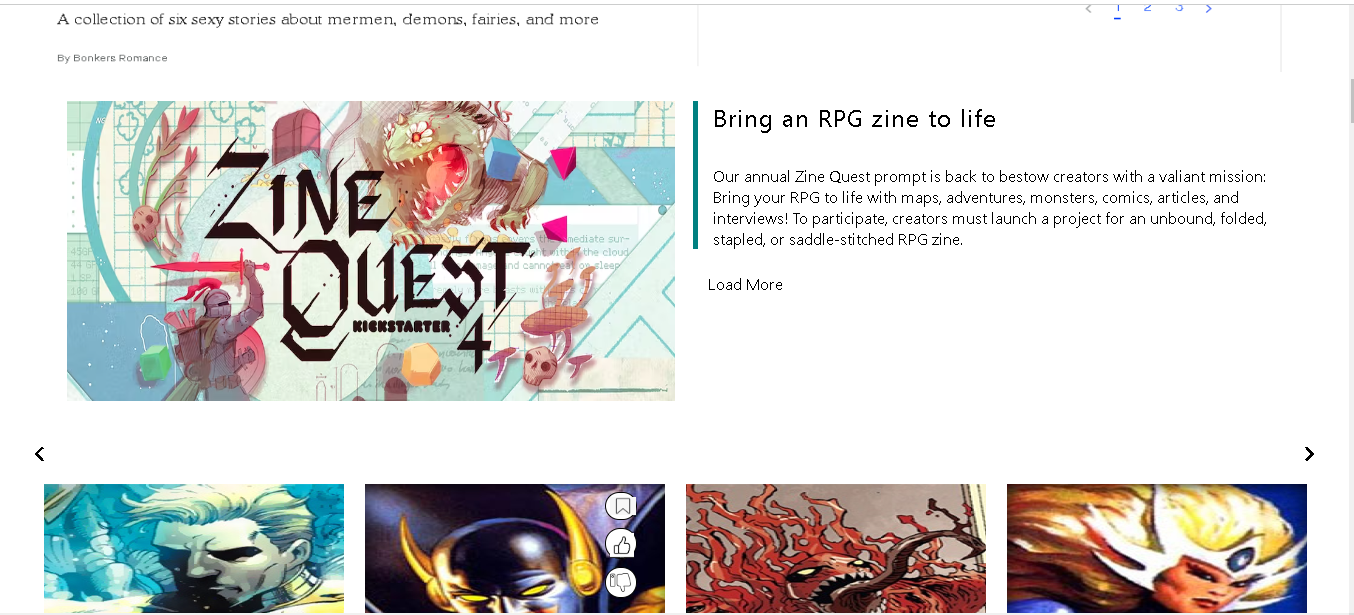 A collection of six sexy stories about mermen, demons, fairies, and more
1 2 3
By Bonkers Romance
ZINE
QUEST
KICKSTARTER
4
Bring an RPG zine to life
Our annual Zine Quest prompt is back to bestow creators with a valiant mission:
Bring your RPG to life with maps, adventures, monsters, comics, articles, and
interviews! To participate, creators must launch a project for an unbound, folded,
stapled, or saddle-stitched RPG zine.
Load More